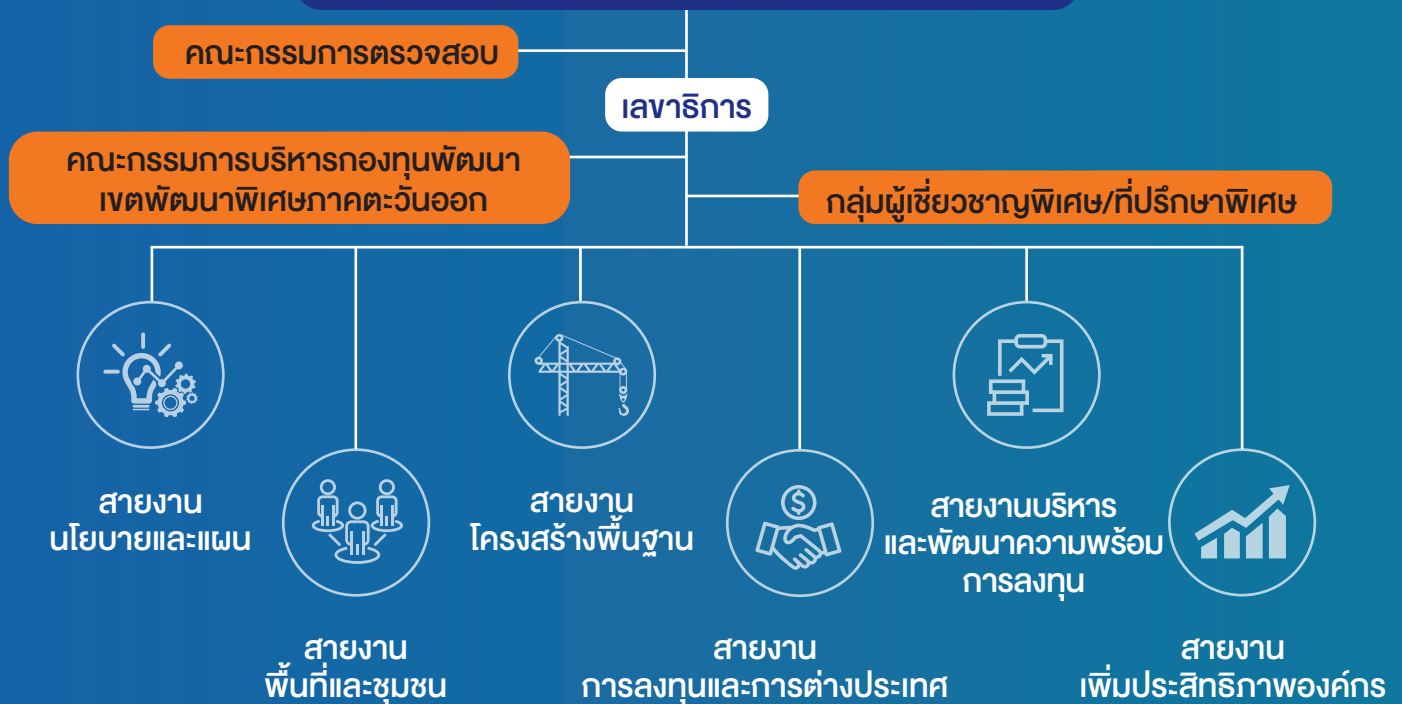 คณะกรรมการตรวจสอบ
เลขาธิการ
คณะกรรมการบริหารกองทุนพัฒนา
เขตพัฒนาพิเศษภาคตะวันออก
กลุ่มผู้เชี่ยวชาญพิเศษ/ที่ปรึกษาพิเศษ
สายงาน
นโยบายและแผน
สายงาน
พื้นที่และชุมชน
สายงาน
โครงสร้างพื้นฐาน
สายงาน
การลงทุนและการต่างประเทศ
สายงานบริหาร
และพัฒนาความพร้อม
การลงทุน
สายงาน
เพิ่มประสิทธิภาพองค์กร